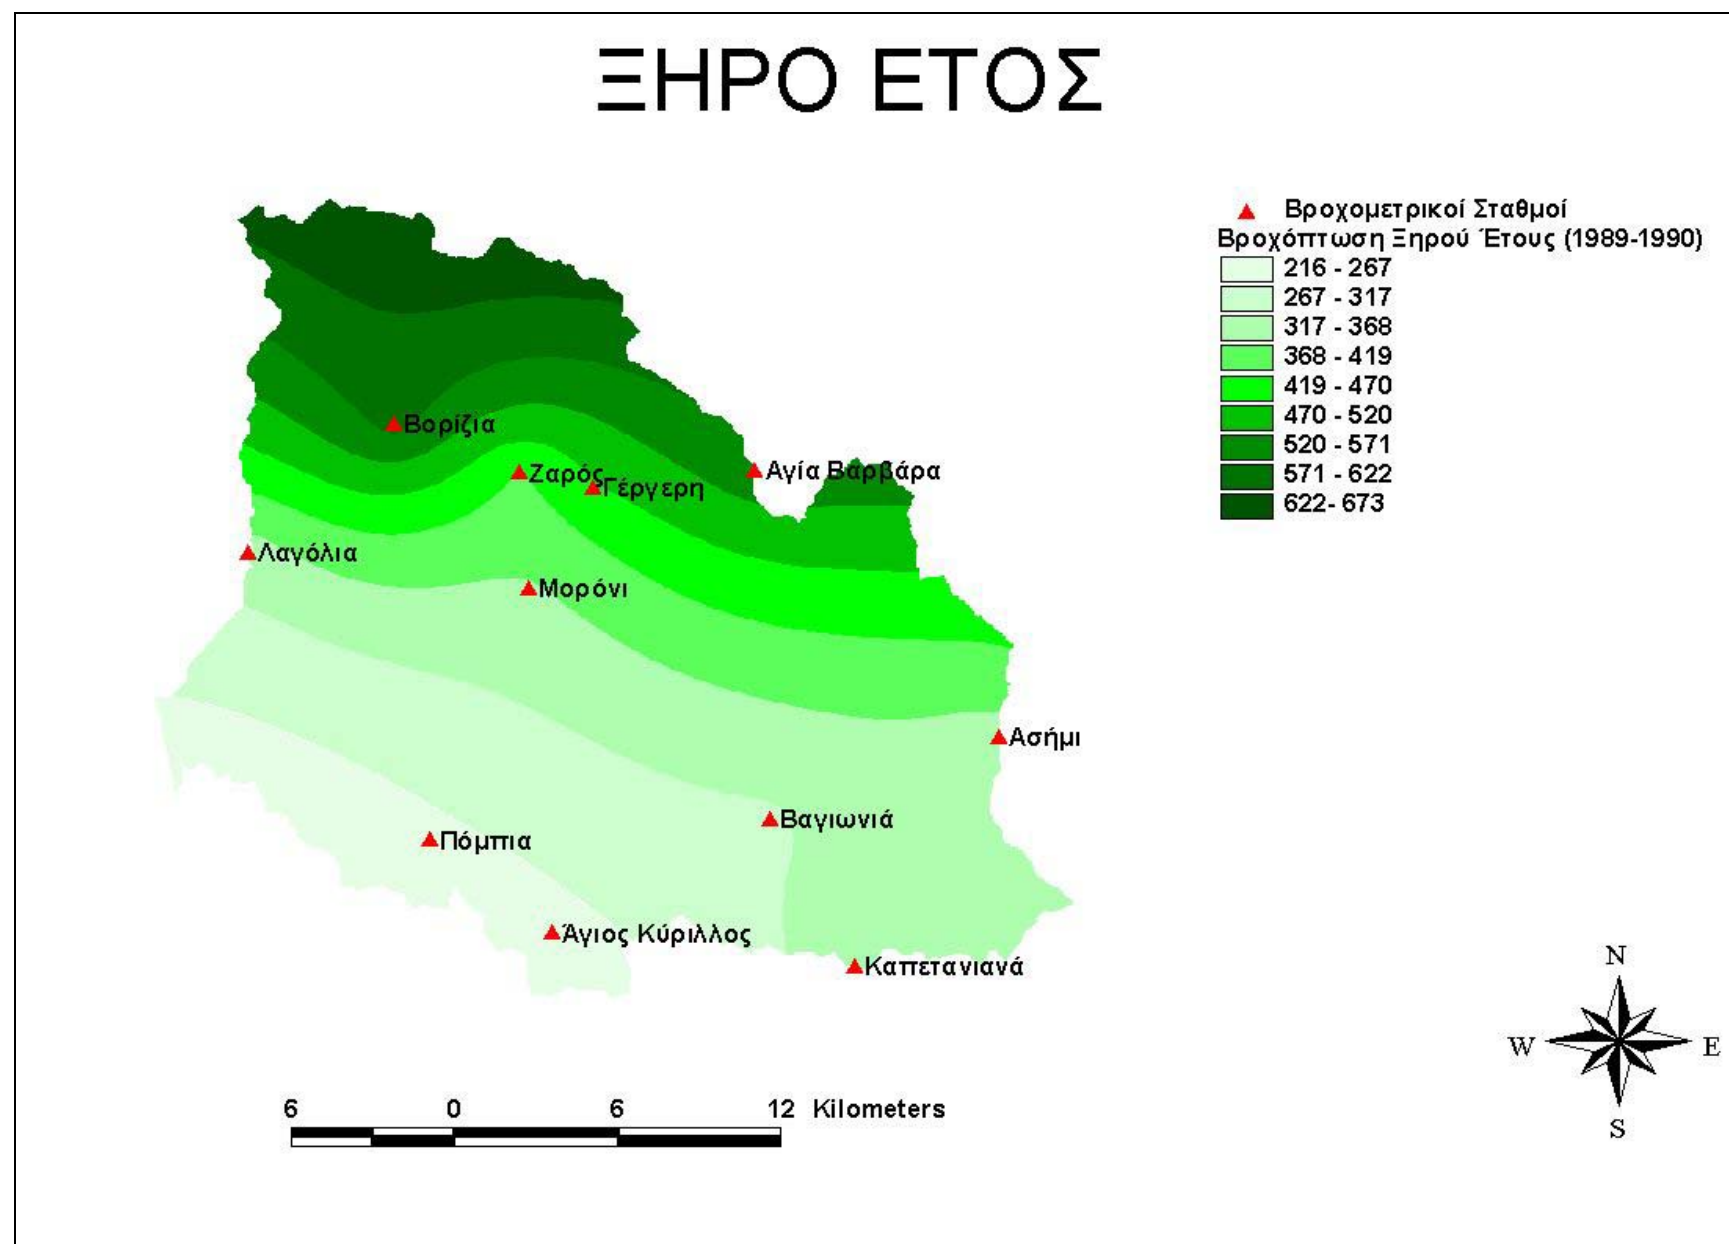 ΞΗΡΟ ΕΤΟΣ
Βροχομετρικοί Σταθμοί
Βροχόπτωση Ξηρού Έτους (1989-1990)
216 - 267
267 - 317
317 - 368
368 - 419
419 - 470
470 - 520
520 - 571
571 - 622
622- 673
Βορίζια
Ζαρός
Γέργερη
Αγία Βαρβάρα
Λαγόλια
Μορόνι
Ασήμι
Βαγιωνιά
Πόμπια
Άγιος Κύριλλος
Καπετανιανά
N
W E
S
6 0 6 12 Kilometers